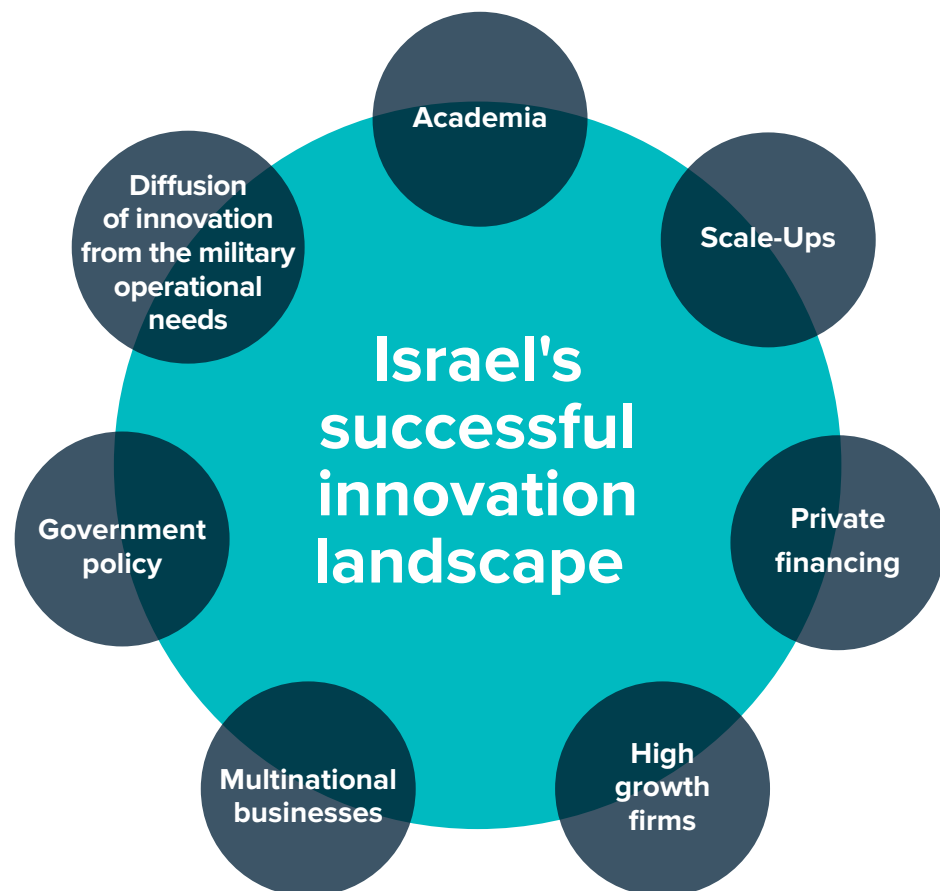 Academia
Scale-Ups
Private
financing
High
growth
firms
Multinational
businesses
Government
policy
Diffusion
of innovation
from the military
operational
needs
Israel's
successful
innovation
landscape